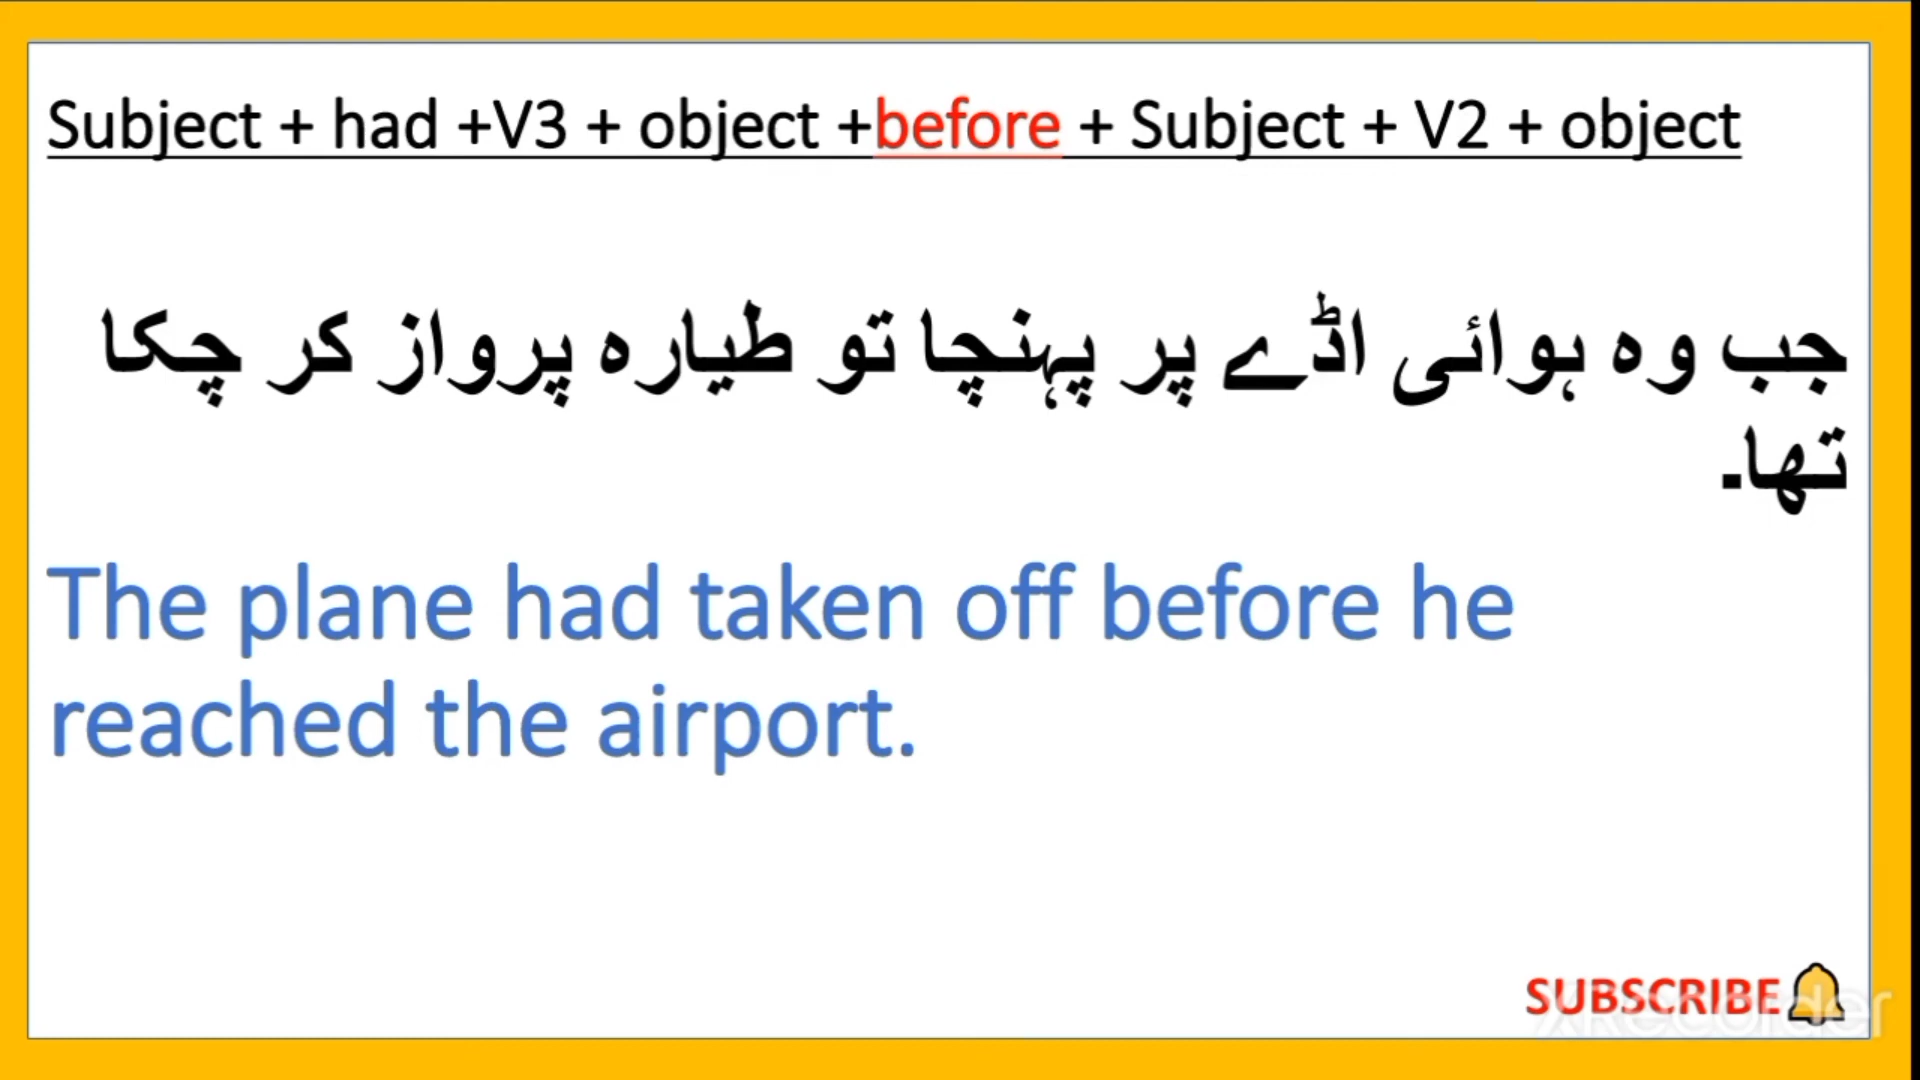 Subject + had +V3 + object +before + Subject + V2 + object
جب وہ ہوائی اڈے پر پہنچا تو طیارہ پرواز کر چکا
تھا۔
The plane had taken off before he
reached the airport.
SUBSCRIBE
XRecorder